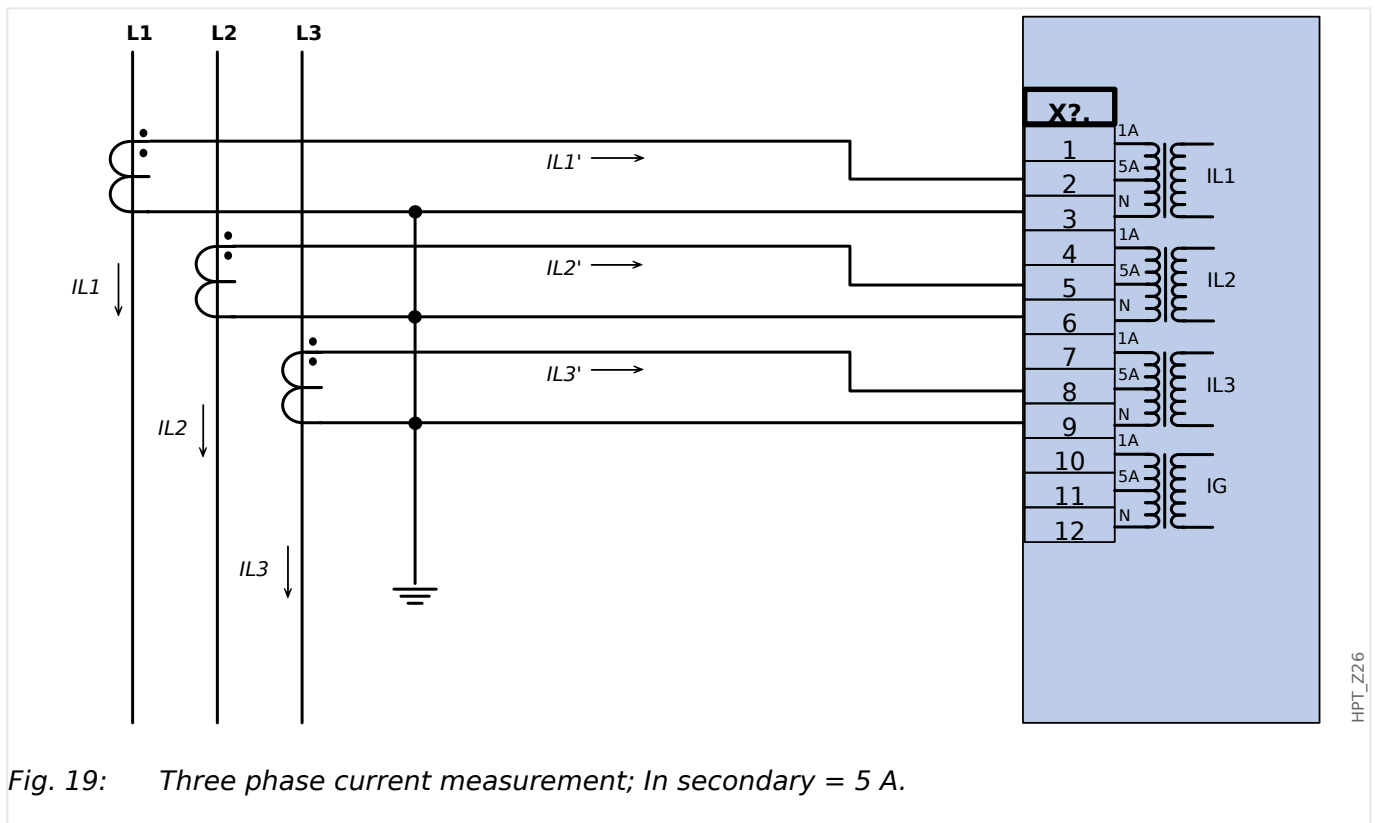 L1 L2 L3
X?.
1A
1
IL1'
5A
2
IL1
N
3
1A
4
IL2'
5A
IL2
IL1
5
N
6
1A
7
IL3'
5A
IL3
8
N
IL2
9
1A
10
5A
IG
11
N
12
IL3
HPT_Z26
Fig. 19: Three phase current measurement; In secondary = 5 A.